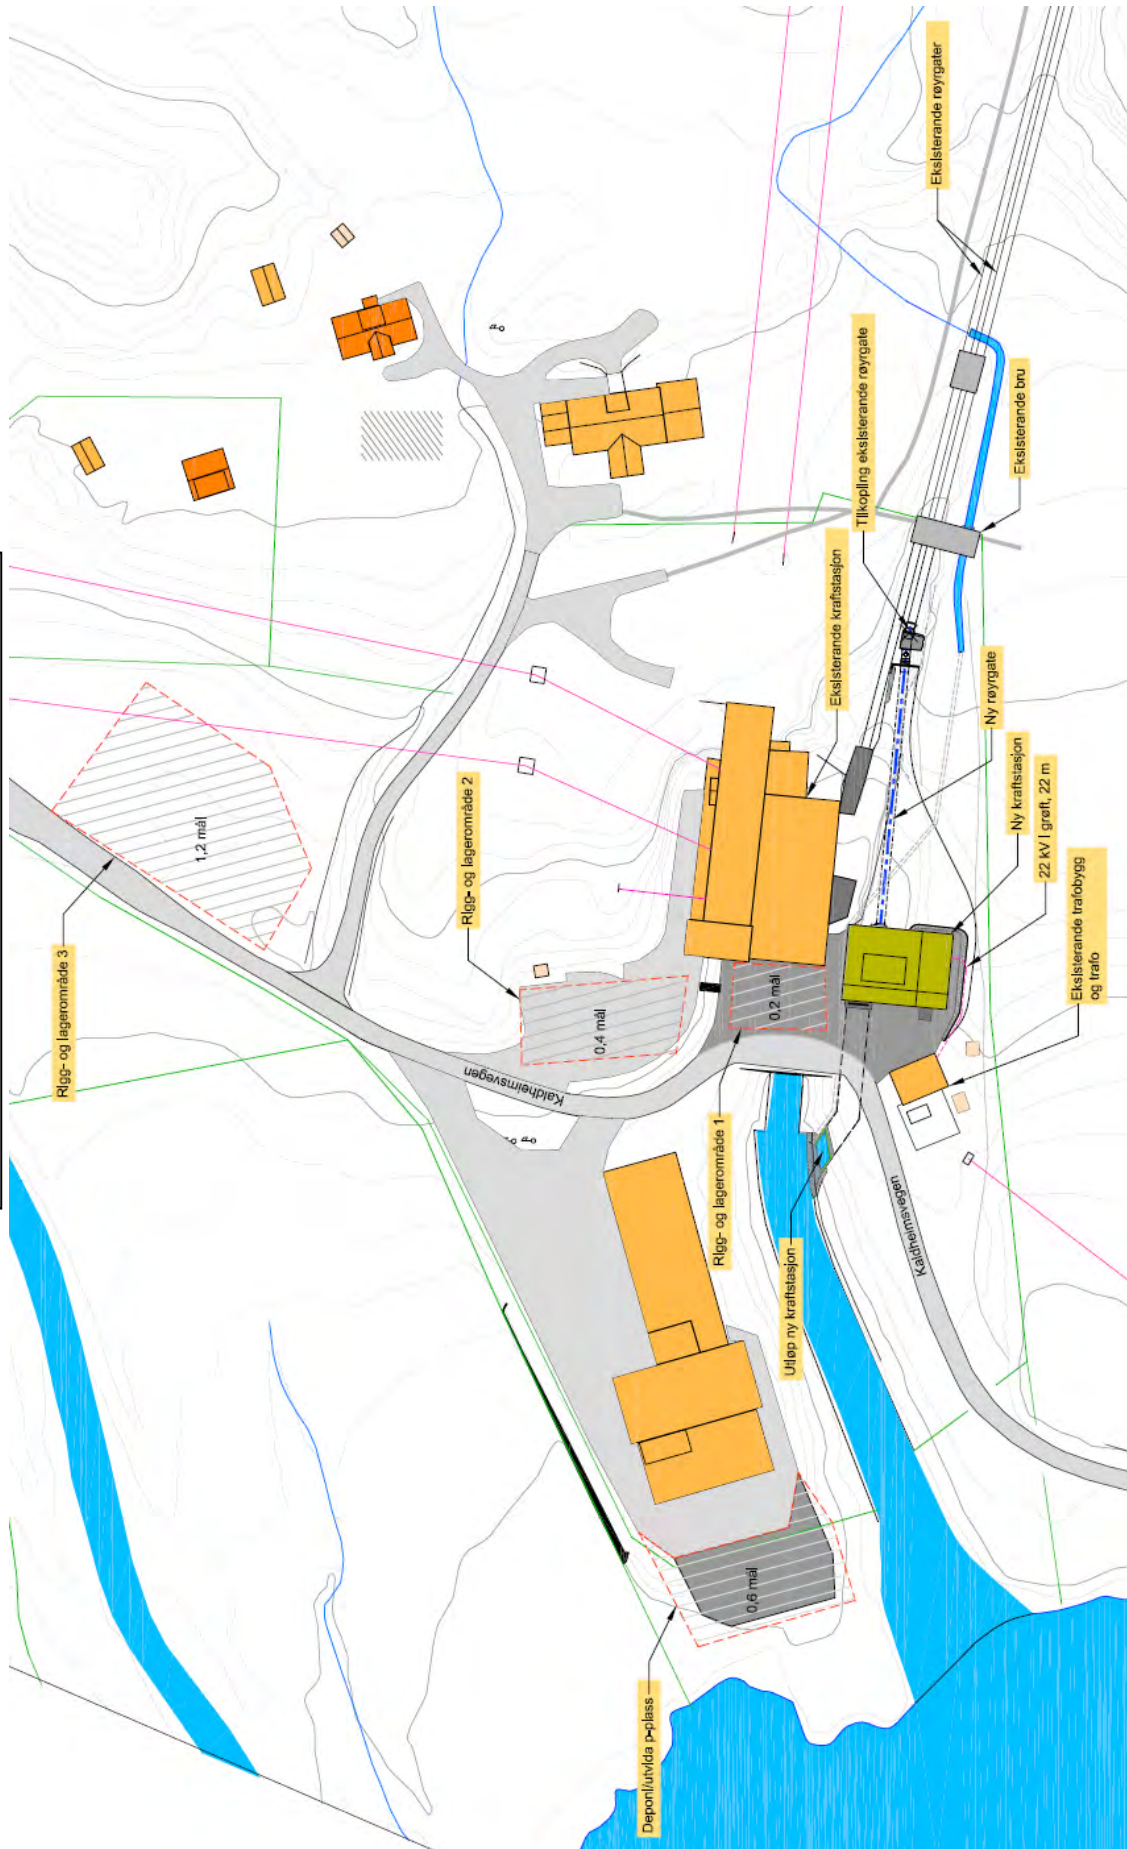 Eksisterande røyrgater
Tilkopling eksisterande røyrgate
Eksisterande bru
Eksisterande kraftstasjon
Ny røyrgate
Ny kraftstasjon
22 kV i grøft, 22 m
Eksisterande trafobygg
og trafo
Rigg- og lagerområde 3
1,2 mål
Rigg- og lagerområde 2
0,4 mål
0,2 mål
Rigg- og lagerområde 1
Kaldheimsvegen
Kaldheimsvegen
Utløp ny kraftstasjon
0,6 mål
Deponi/utvida p-plass